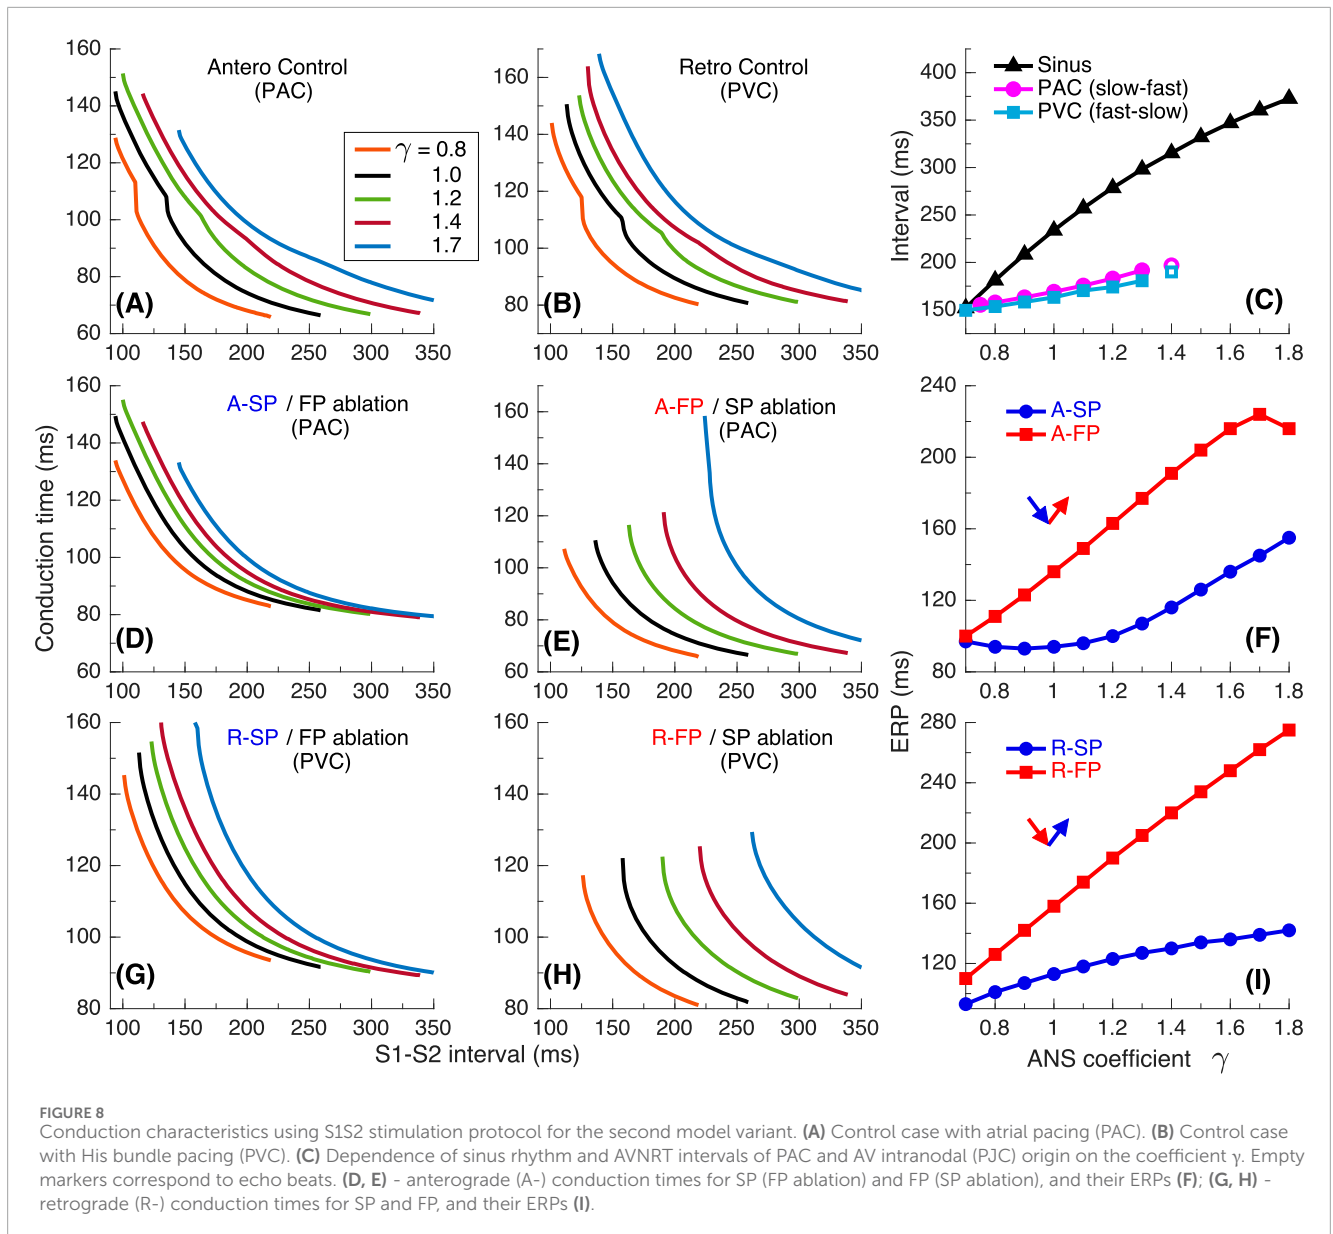 Antero Control
(PAC)
160
140
120
100
80
60
100
150
200
250
300
350
(A)
γ = 0.8
1.0
1.2
1.4
1.7
Retro Control
(PVC)
160
140
120
100
80
100
150
200
250
300
350
(B)
Sinus
PAC (slow-fast)
PVC (fast-slow)
Interval (ms)
400
350
300
250
200
150
0.8
1
1.2
1.4
1.6
1.8
(C)
A-SP / FP ablation
(PAC)
Conduction time (ms)
160
140
120
100
80
60
100
150
200
250
300
350
(D)
A-FP / SP ablation
(PAC)
160
140
120
100
80
60
100
150
200
250
300
350
(E)
A-SP
A-FP
240
200
160
120
80
0.8
1
1.2
1.4
1.6
1.8
(F)
ERP (ms)
R-SP / FP ablation
(PVC)
160
140
120
100
80
100
150
200
250
300
350
(G)
R-FP / SP ablation
(PVC)
160
140
120
100
80
100
150
200
250
300
350
(H)
S1-S2 interval (ms)
R-SP
R-FP
280
240
200
160
120
0.8
1
1.2
1.4
1.6
1.8
(I)
ANS coefficient γ
FIGURE 8
Conduction characteristics using S1S2 stimulation protocol for the second model variant. (A) Control case with atrial pacing (PAC). (B) Control case
with His bundle pacing (PVC). (C) Dependence of sinus rhythm and AVNRT intervals of PAC and AV intranodal (PJC) origin on the coefficient γ. Empty
markers correspond to echo beats. (D, E) - anterograde (A-) conduction times for SP (FP ablation) and FP (SP ablation), and their ERPs (F); (G, H) -
retrograde (R-) conduction times for SP and FP, and their ERPs (I).